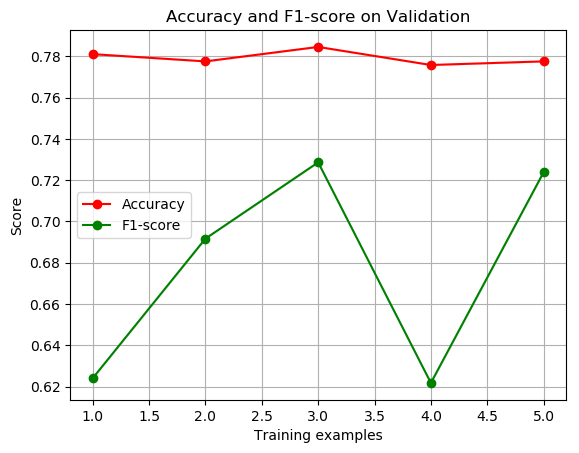 Accuracy and F1-score on Validation
0.78
0.76
0.74
0.72
0.70
0.68
0.66
0.64
0.62
Score
Accuracy
F1-score
1.0 1.5 2.0 2.5 3.0 3.5 4.0 4.5 5.0
Training examples